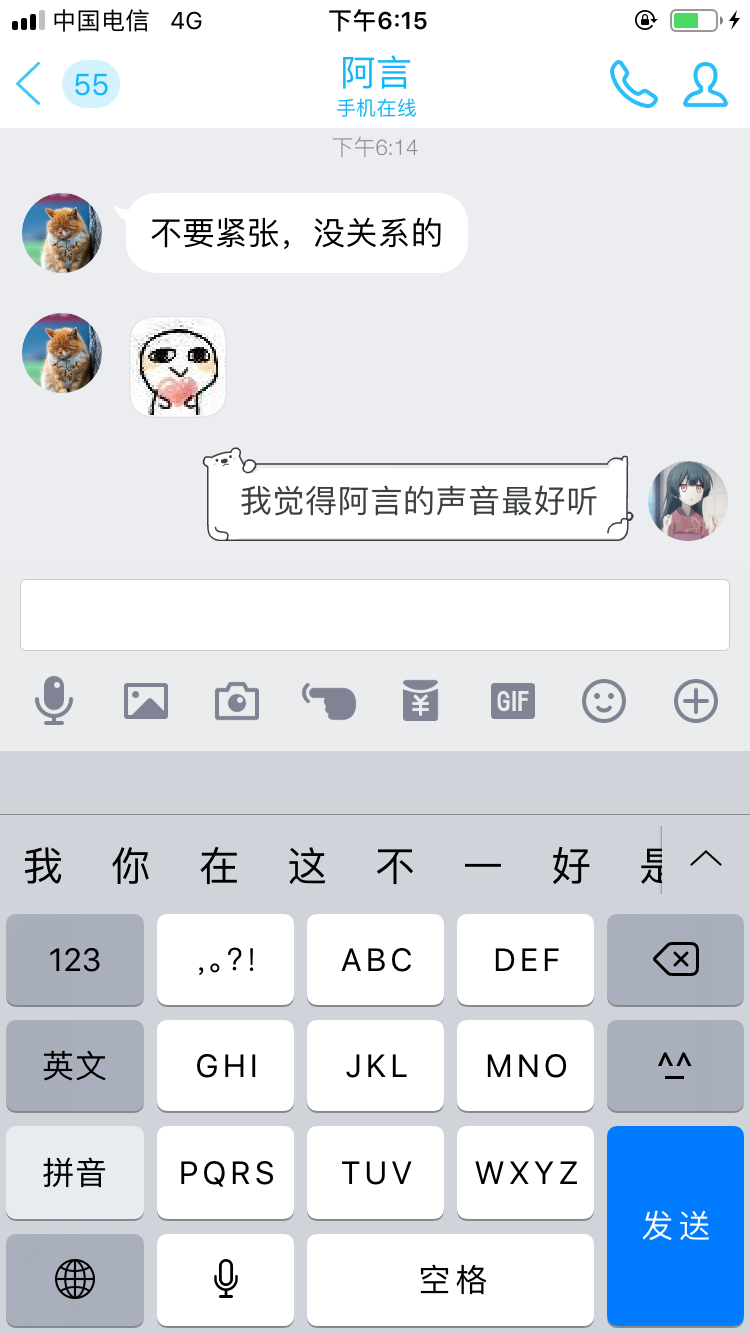 中国电信 4G 下午6:15
55
阿言
手机在线
下午6:14
不要紧张，没关系的
我觉得阿言的声音最好听
¥ GIF
我 你 在 这 不 一 好 是
123 ,。?! ABC DEF
英文 GHI JKL MNO ^^
拼音 PQRS TUV WXYZ
发送
空格